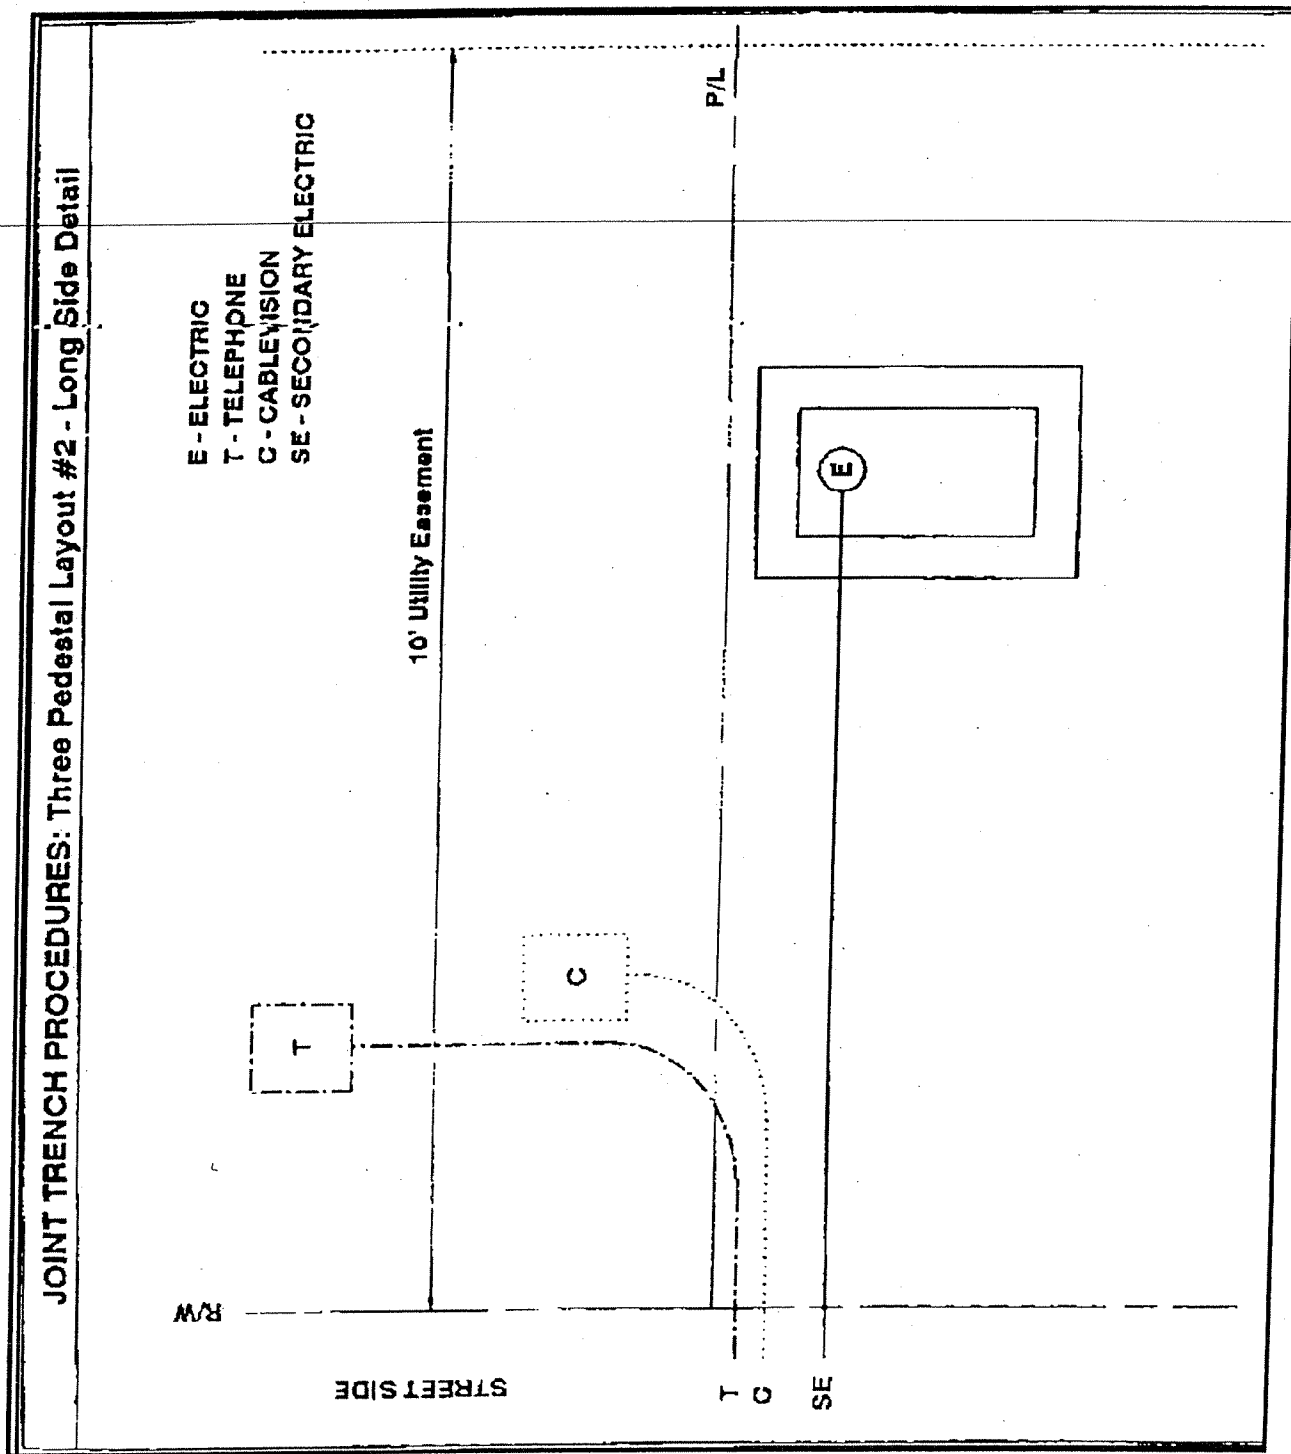 JOINT TRENCH PROCEDURES: Three Pedestal Layout #2 - Long Side Detail
E - ELECTRIC
T - TELEPHONE
C - CABLEVISION
SE - SECONDARY ELECTRIC
10' Utility Easement
P/L
R/W
STREET SIDE
T
C
E
T
C
SE